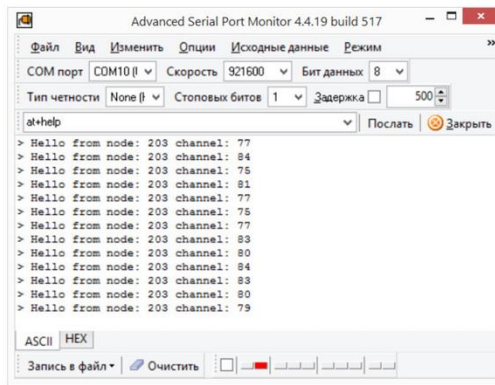 Advanced Serial Port Monitor 4.4.19 build 517
Файл Вид Изменить Опции Исходные данные Режим »
COM порт COM10 (I Скорость 921600 Бит данных 8
Тип четности None (H Стоповых битов 1 Задержка 500
at+help Послать Закрыть
> Hello from node: 203 channel: 77
> Hello from node: 203 channel: 84
> Hello from node: 203 channel: 75
> Hello from node: 203 channel: 81
> Hello from node: 203 channel: 77
> Hello from node: 203 channel: 75
> Hello from node: 203 channel: 77
> Hello from node: 203 channel: 83
> Hello from node: 203 channel: 80
> Hello from node: 203 channel: 84
> Hello from node: 203 channel: 83
> Hello from node: 203 channel: 80
> Hello from node: 203 channel: 79
ASCII HEX
Запись в файл Очистить